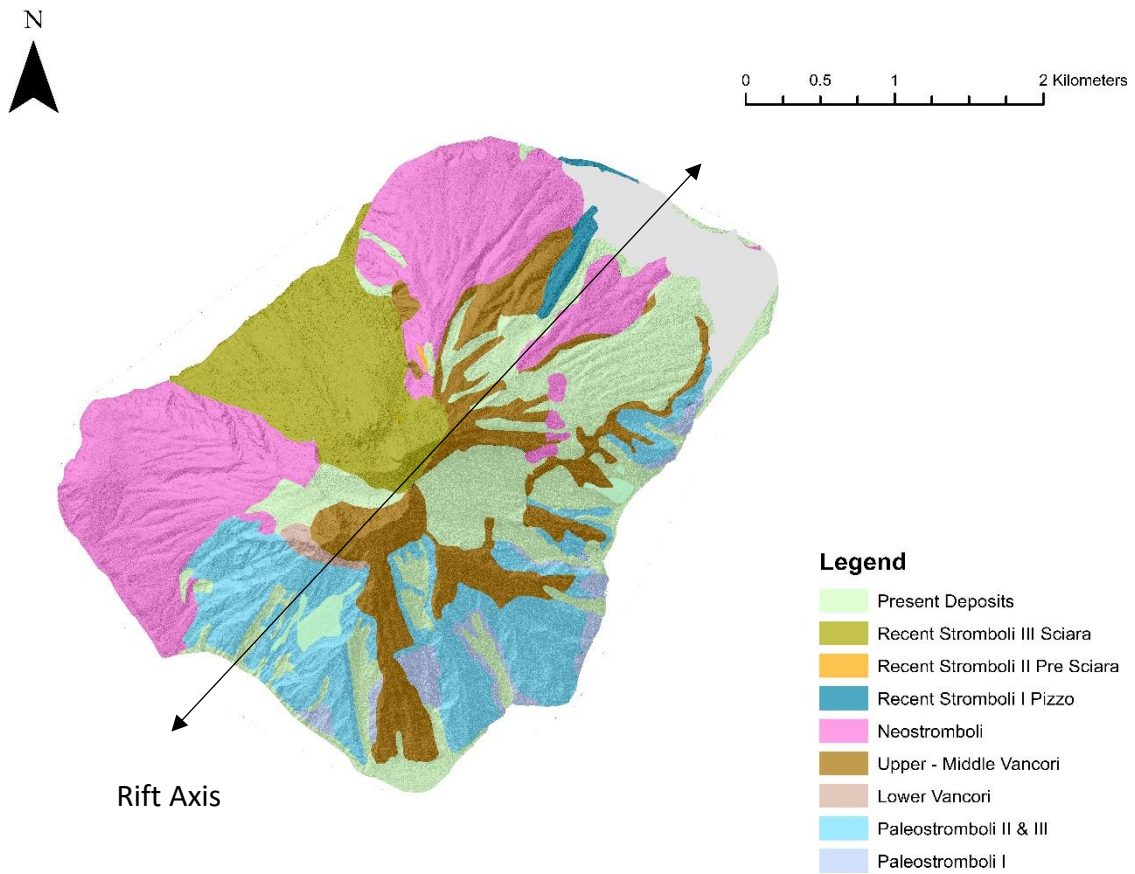 N
0 0.5 1 2 Kilometers
Rift Axis
Legend
Present Deposits
Recent Stromboli III Sciara
Recent Stromboli II Pre Sciara
Recent Stromboli I Pizzo
Neostromboli
Upper - Middle Vancori
Lower Vancori
Paleostromboli II & III
Paleostromboli I